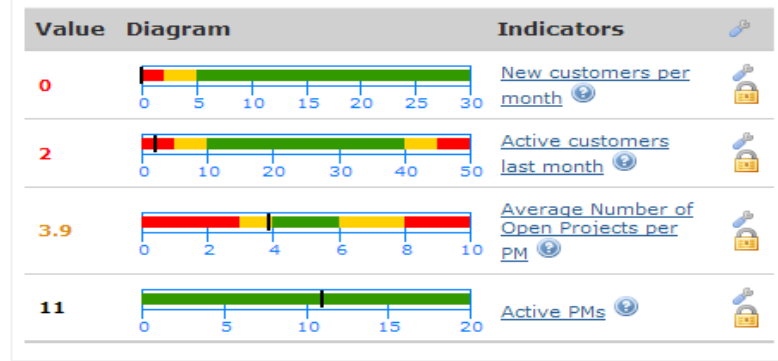 Value Diagram Indicators
0
0 5 10 15 20 25 30
New customers per
month ?
2
0 10 20 30 40 50
Active customers
last month ?
3.9
0 2 4 6 8 10
Average Number of
Open Projects per
PM ?
11
0 5 10 15 20
Active PMs ?